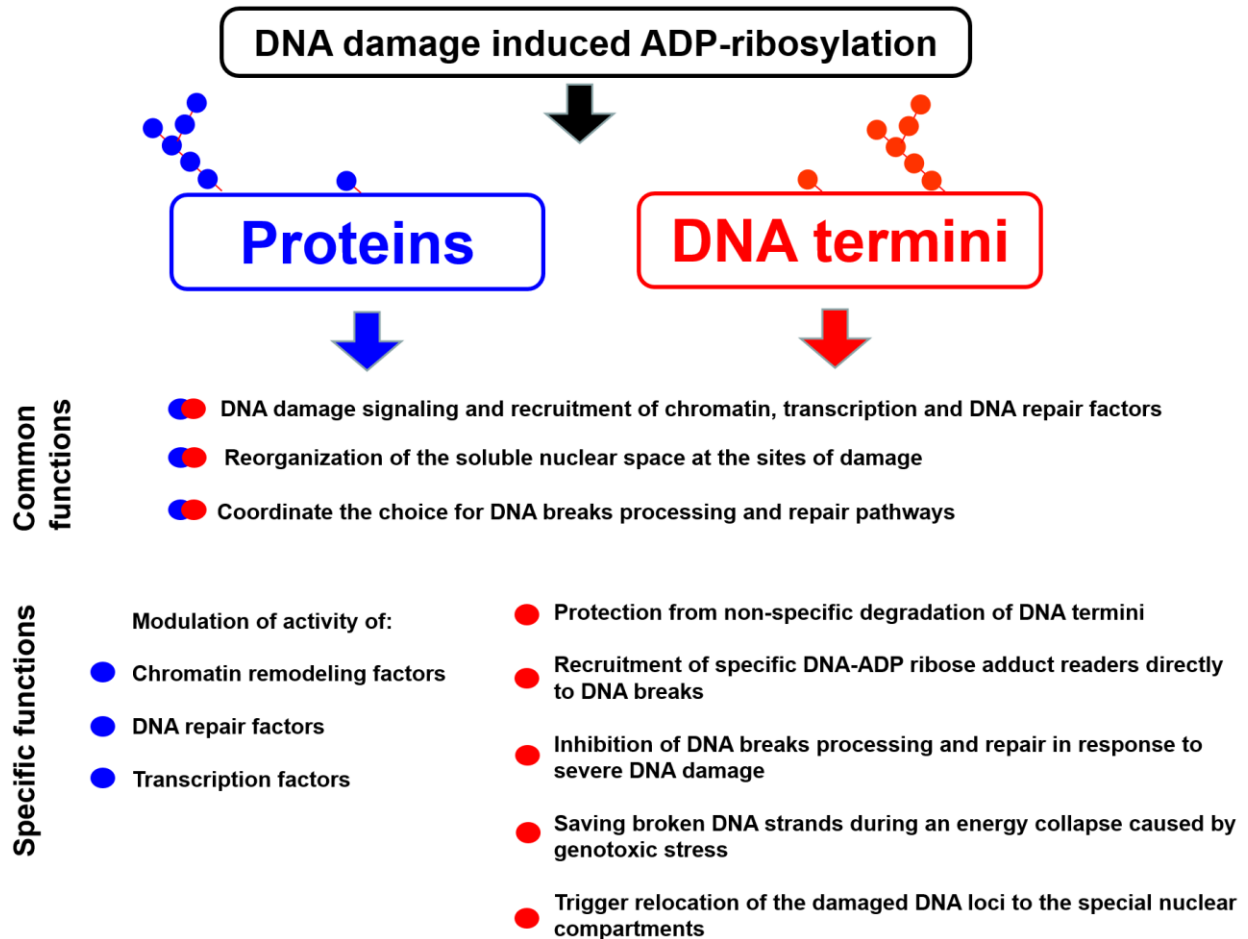 DNA damage induced ADP-ribosylation
Proteins
DNA termini
Common
functions
DNA damage signaling and recruitment of chromatin, transcription and DNA repair factors
Reorganization of the soluble nuclear space at the sites of damage
Coordinate the choice for DNA breaks processing and repair pathways
Specific functions
Modulation of activity of:
Chromatin remodeling factors
DNA repair factors
Transcription factors
Protection from non-specific degradation of DNA termini
Recruitment of specific DNA-ADP ribose adduct readers directly
to DNA breaks
Inhibition of DNA breaks processing and repair in response to
severe DNA damage
Saving broken DNA strands during an energy collapse caused by
genotoxic stress
Trigger relocation of the damaged DNA loci to the special nuclear
compartments